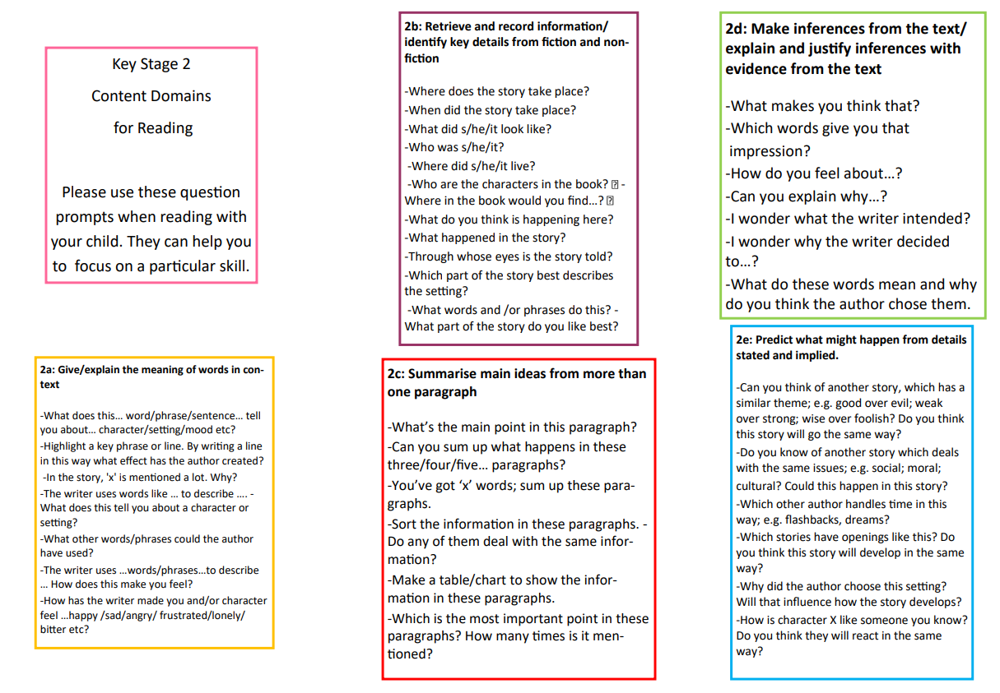 Key Stage 2
Content Domains
for Reading
Please use these question
prompts when reading with
your child. They can help you
to  focus on a particular skill.
2a: Give/explain the meaning of words in con-
text
-What does this... word/phrase/sentence... tell
you about... character/setting/mood etc?
-Highlight a key phrase or line. By writing a line
in this way what effect has the author created?
-In the story, 'x' is mentioned a lot. Why?
-The writer uses words like ... to describe .... -
What does this tell you about a character or
setting?
-What other words/phrases could the author
have used?
-The writer uses ...words/phrases...to describe
... How does this make you feel?
-How has the writer made you and/or character
feel ...happy /sad/angry/ frustrated/lonely/
bitter etc?
2b: Retrieve and record information/
identify key details from fiction and non-
fiction
-Where does the story take place?
-When did the story take place?
-What did s/he/it look like?
-Who was s/he/it?
-Where did s/he/it live?
-Who are the characters in the book? -
Where in the book would you find...?
-What do you think is happening here?
-What happened in the story?
-Through whose eyes is the story told?
-Which part of the story best describes
the setting?
-What words and /or phrases do this? -
What part of the story do you like best?
2c: Summarise main ideas from more than
one paragraph
-What's the main point in this paragraph?
-Can you sum up what happens in these
three/four/five... paragraphs?
-You've got 'x' words; sum up these para-
graphs.
-Sort the information in these paragraphs. -
Do any of them deal with the same infor-
mation?
-Make a table/chart to show the infor-
mation in these paragraphs.
-Which is the most important point in these
paragraphs? How many times is it men-
tioned?
2d: Make inferences from the text/
explain and justify inferences with
evidence from the text
-What makes you think that?
-Which words give you that
impression?
-How do you feel about...?
-Can you explain why...?
-I wonder what the writer intended?
-I wonder why the writer decided
to...?
-What do these words mean and why
do you think the author chose them.
2e: Predict what might happen from details
stated and implied.
-Can you think of another story, which has a
similar theme; e.g. good over evil; weak
over strong; wise over foolish? Do you think
this story will go the same way?
-Do you know of another story which deals
with the same issues; e.g. social; moral;
cultural? Could this happen in this story?
-Which other author handles time in this
way; e.g. flashbacks, dreams?
-Which stories have openings like this? Do
you think this story will develop in the same
way?
-Why did the author choose this setting?
Will that influence how the story develops?
-How is character X like someone you know?
Do you think they will react in the same
way?